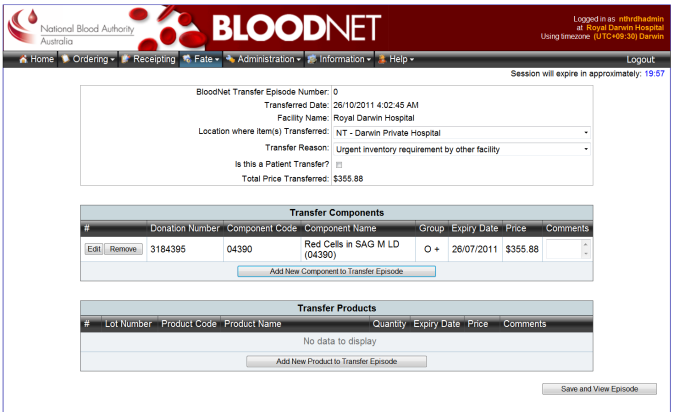 National Blood Authority
Australia
BLOODNET
Logged in as nthrdhadmin
at Royal Darwin Hospital
Using timezone (UTC+09:30) Darwin
Home Ordering Receipting Fate Administration Information Help Logout
Session will expire in approximately: 19:57
BloodNet Transfer Episode Number: 0
Transferred Date: 26/10/2011 4:02:45 AM
Facility Name: Royal Darwin Hospital
Location where item(s) Transferred: NT - Darwin Private Hospital
Transfer Reason: Urgent inventory requirement by other facility
Is this a Patient Transfer?
Total Price Transferred: $355.88
Transfer Components
# Donation Number Component Code Component Name Group Expiry Date Price Comments
Edit Remove 3184395 04390 Red Cells in SAG M LD (04390) O + 26/07/2011 $355.88
Add New Component to Transfer Episode
Transfer Products
# Lot Number Product Code Product Name Quantity Expiry Date Price Comments
No data to display
Add New Product to Transfer Episode
Save and View Episode